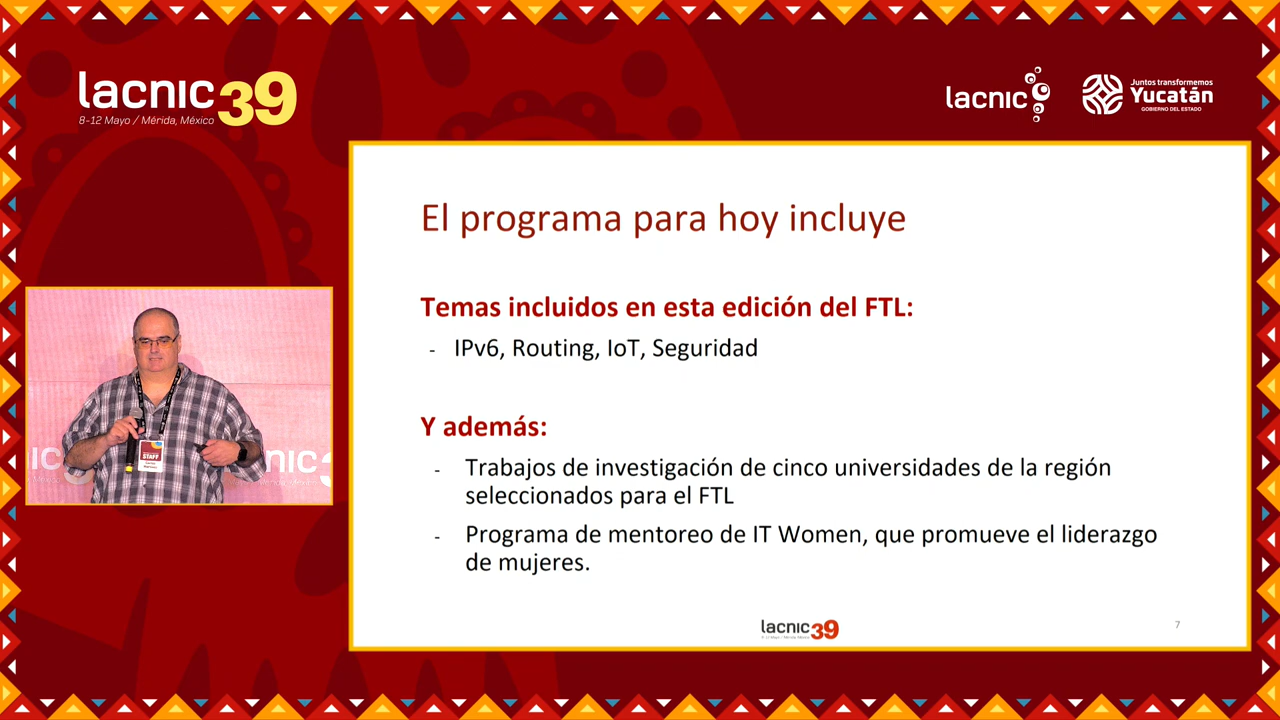 lacnic39
8-12 Mayo / Mérida, México
lacnic
Juntos transformemos
Yucatán
GOBIERNO DEL ESTADO
El programa para hoy incluye
Temas incluidos en esta edición del FTL:
- IPv6, Routing, IoT, Seguridad
Y además:
- Trabajos de investigación de cinco universidades de la región
seleccionados para el FTL
- Programa de mentoreo de IT Women, que promueve el liderazgo
de mujeres.
STAFF
lacnic39
7